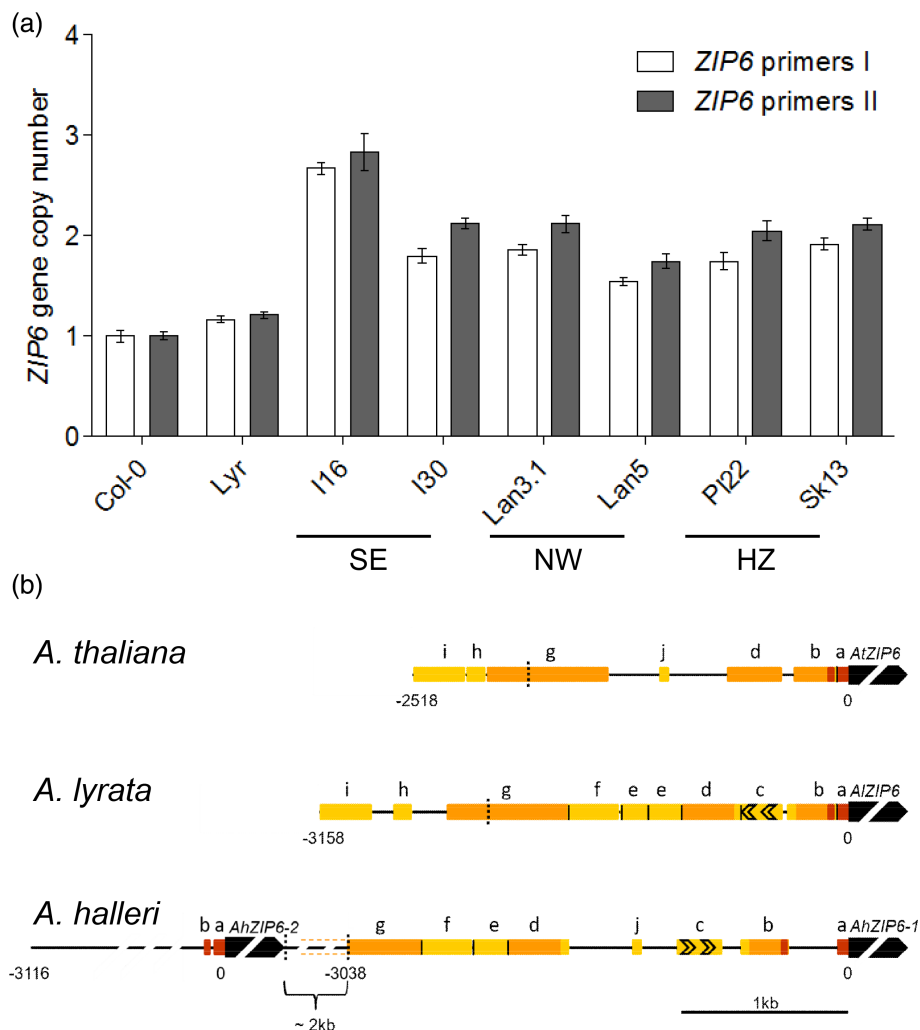 (a)
ZIP6 primers I
ZIP6 primers II
ZIP6 gene copy number
4
3
2
1
0
Col-0
Lyr
I16
I30
Lan3.1
Lan5
Pl22
Sk13
SE
NW
HZ
(b)
A. thaliana
i h g j d b a AtZIP6
-2518 0
A. lyrata
i h g f e e d c b a AlZIP6
-3158 0
A. halleri
b a AhZIP6-2 g f e d j c b a AhZIP6-1
-3116 0 -3038 0
~ 2kb
1kb